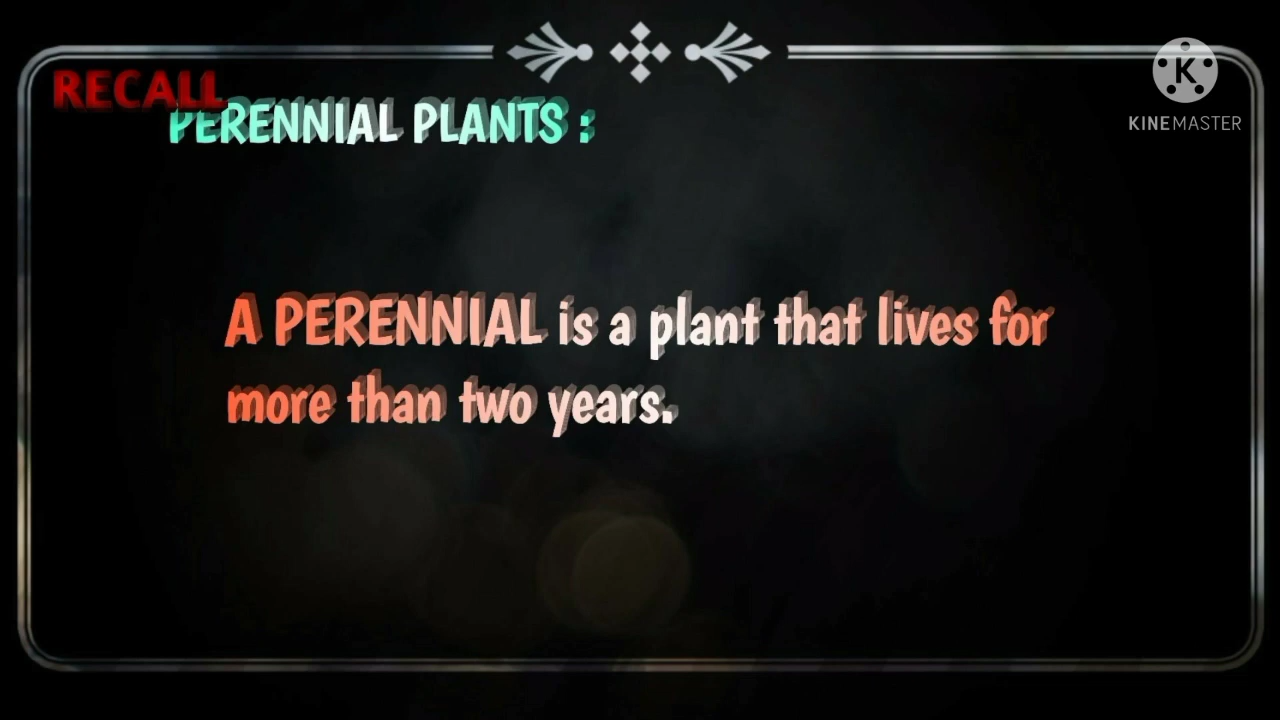 RECALL
PERENNIAL PLANTS :
A PERENNIAL is a plant that lives for
more than two years.
K
KINEMASTER